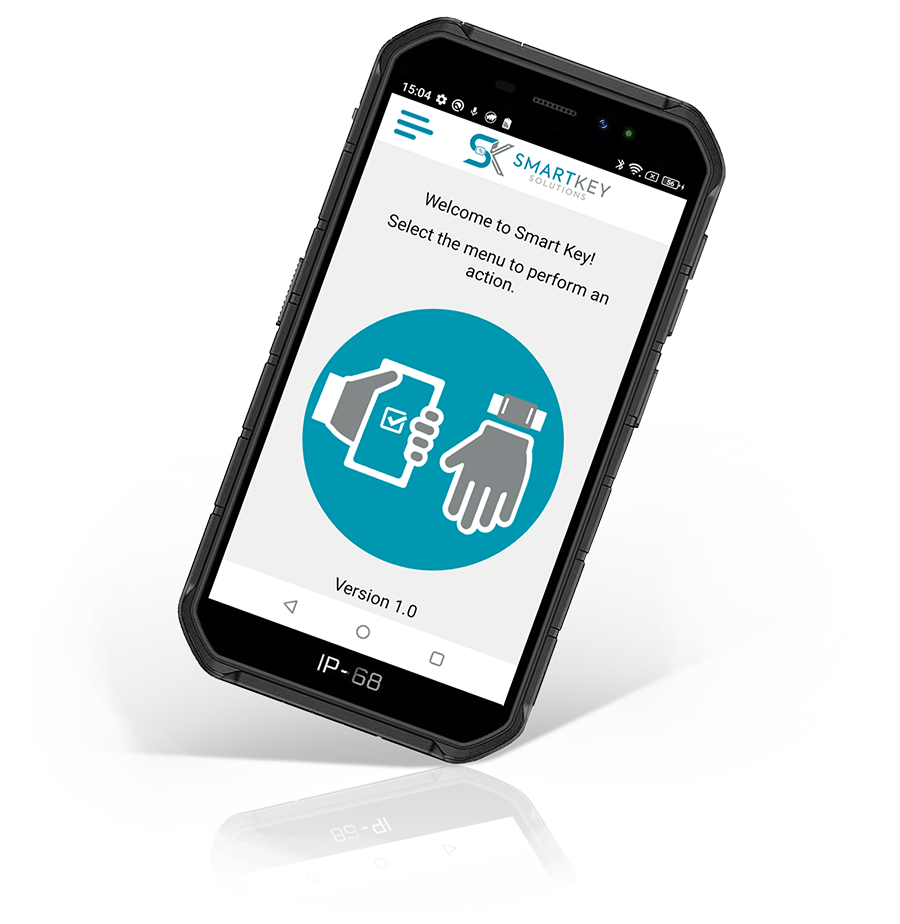 15:04
56
SK SMARTKEY
SOLUTIONS
Welcome to Smart Key!
Select the menu to perform an
action.
Version 1.0
IP-68
IP-68